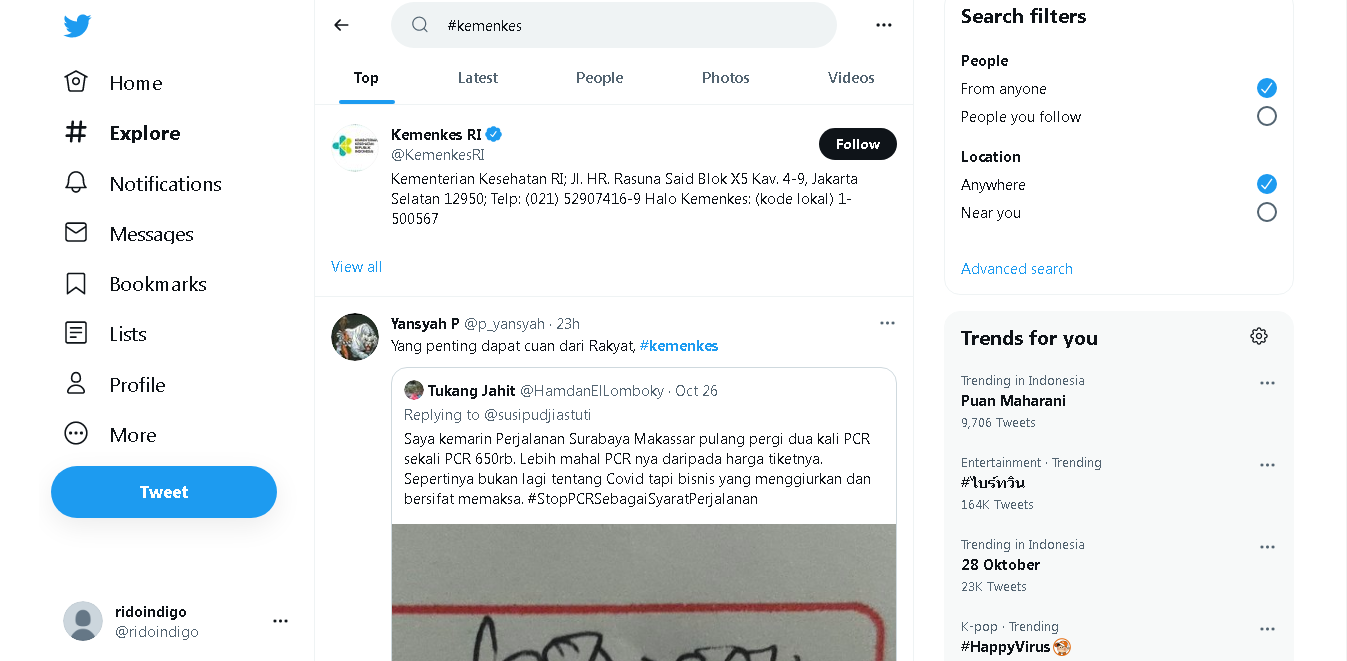 Home
Explore
Notifications
Messages
Bookmarks
Lists
Profile
More
Tweet
ridoindigo
@ridoindigo
#kemenkes
Top
Latest
People
Photos
Videos
Kemenkes RI
@KemenkesRI
Follow
Kementerian Kesehatan RI; Jl. HR. Rasuna Said Blok X5 Kav. 4-9, Jakarta
Selatan 12950; Telp: (021) 52907416-9 Halo Kemenkes: (kode lokal) 1-
500567
View all
Yansyah P @p_yansyah · 23h
Yang penting dapat cuan dari Rakyat, #kemenkes
Tukang Jahit @HamdanElLomboky · Oct 26
Replying to @susipudjiastuti
Saya kemarin Perjalanan Surabaya Makassar pulang pergi dua kali PCR
sekali PCR 650rb. Lebih mahal PCR nya daripada harga tiketnya.
Sepertinya bukan lagi tentang Covid tapi bisnis yang menggiurkan dan
bersifat memaksa. #StopPCRSebagaiSyaratPerjalanan
Search filters
People
From anyone
People you follow
Location
Anywhere
Near you
Advanced search
Trends for you
Trending in Indonesia
Puan Maharani
9,706 Tweets
Entertainment · Trending
#ไบร์ทวิน
164K Tweets
Trending in Indonesia
28 Oktober
23K Tweets
K-pop · Trending
#HappyVirus